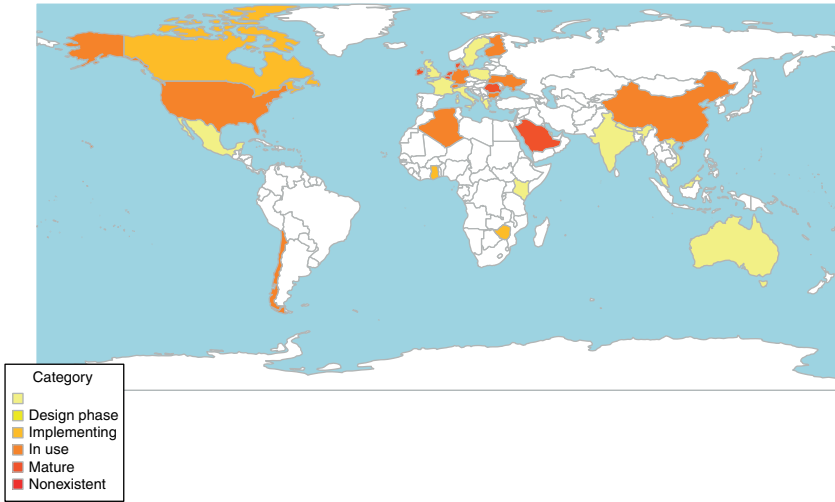 Category
Design phase
Implementing
In use
Mature
Nonexistent